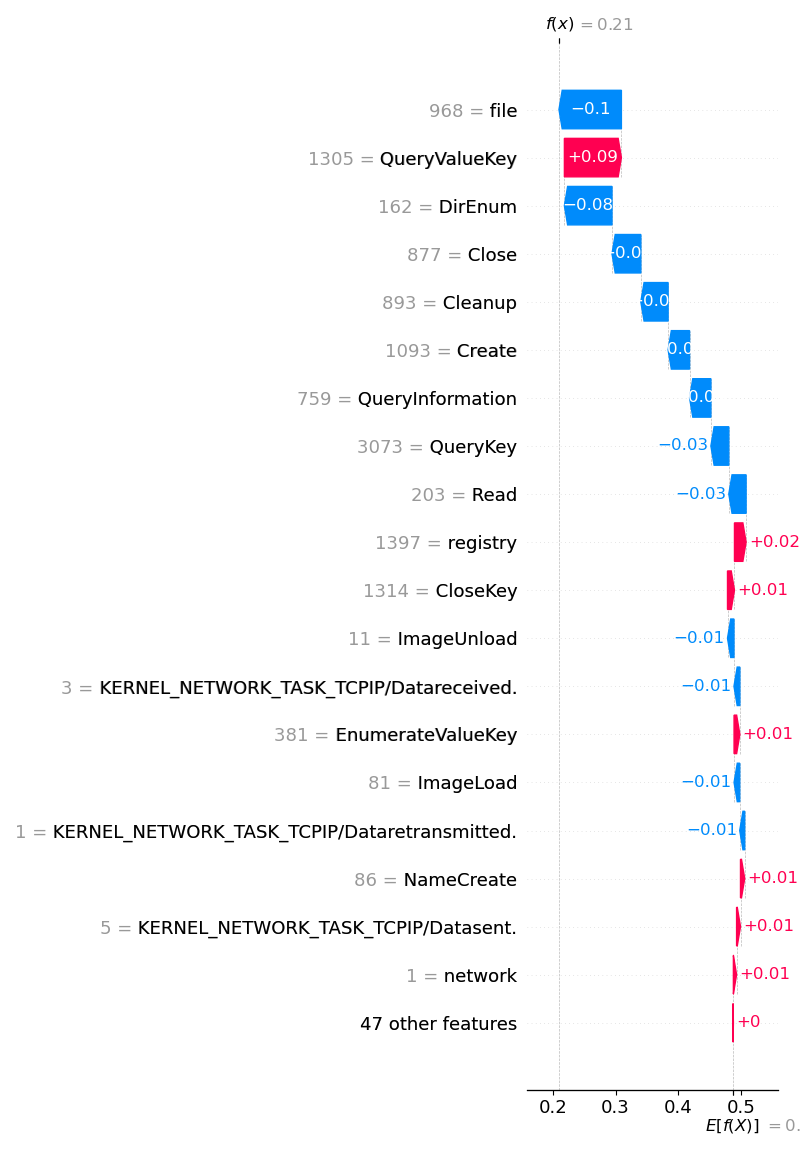 f(x) = 0.21
968 = file −0.1
1305 = QueryValueKey +0.09
162 = DirEnum −0.08
877 = Close
893 = Cleanup
1093 = Create
759 = QueryInformation
3073 = QueryKey −0.03
203 = Read −0.03
1397 = registry +0.02
1314 = CloseKey +0.01
11 = ImageUnload −0.01
3 = KERNEL_NETWORK_TASK_TCPIP/Datareceived. −0.01
381 = EnumerateValueKey +0.01
81 = ImageLoad −0.01
1 = KERNEL_NETWORK_TASK_TCPIP/Dataretransmitted. −0.01
86 = NameCreate +0.01
5 = KERNEL_NETWORK_TASK_TCPIP/Datasent. +0.01
1 = network +0.01
47 other features +0
0.2 0.3 0.4 0.5
E[f(X)] = 0.